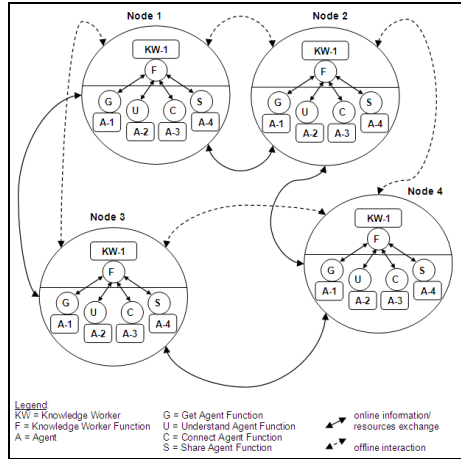 Node 1
Node 2
KW-1
F
G
U
C
S
A-1
A-2
A-3
A-4
KW-1
F
G
U
C
S
A-1
A-2
A-3
A-4
Node 3
Node 4
KW-1
F
G
U
C
S
A-1
A-2
A-3
A-4
KW-1
F
G
U
C
S
A-1
A-2
A-3
A-4
Legend:
KW = Knowledge Worker
F = Knowledge Worker Function
A = Agent
G = Get Agent Function
U = Understand Agent Function
C = Connect Agent Function
S = Share Agent Function
online information/
resources exchange
offline interaction